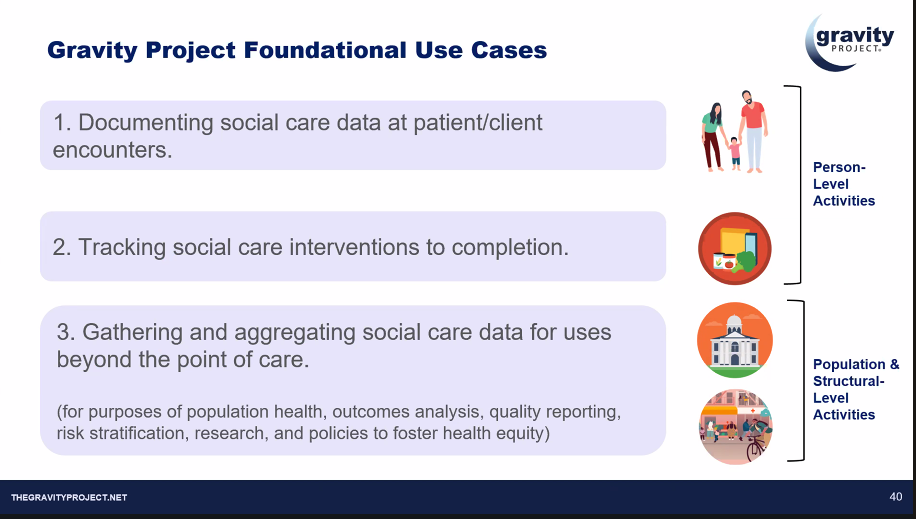 Gravity Project Foundational Use Cases
gravity
PROJECT
1. Documenting social care data at patient/client
encounters.
Person-
Level
Activities
2. Tracking social care interventions to completion.
3. Gathering and aggregating social care data for uses
beyond the point of care.
(for purposes of population health, outcomes analysis, quality reporting,
risk stratification, research, and policies to foster health equity)
Population &
Structural-
Level
Activities
THEGRAVITYPROJECT.NET
40